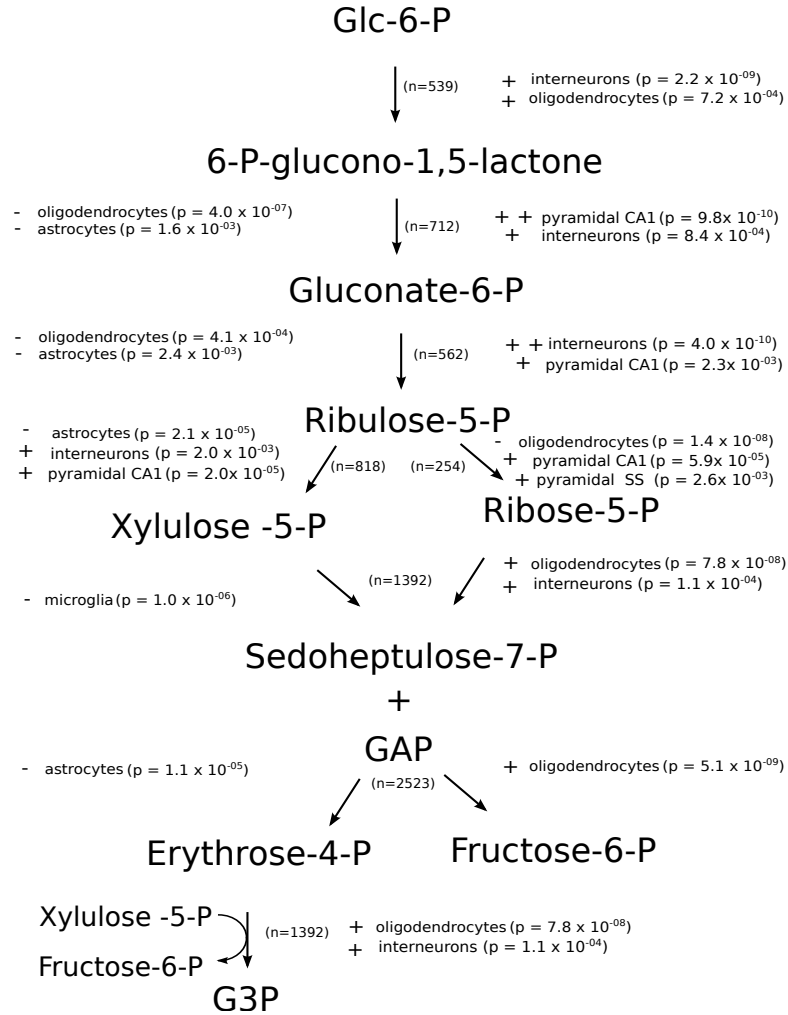 Glc-6-P
(n=539)
+ interneurons (p = 2.2 x 10-09)
+ oligodendrocytes (p = 7.2 x 10-04)
6-P-glucono-1,5-lactone
- oligodendrocytes (p = 4.0 x 10-07)
- astrocytes (p = 1.6 x 10-03)
(n=712)
+ + pyramidal CA1 (p = 9.8x 10-10)
+ interneurons (p = 8.4 x 10-04)
Gluconate-6-P
- oligodendrocytes (p = 4.1 x 10-04)
- astrocytes (p = 2.4 x 10-03)
(n=562)
+ + interneurons (p = 4.0 x 10-10)
+ pyramidal CA1 (p = 2.3x 10-03)
Ribulose-5-P
- astrocytes (p = 2.1 x 10-05)
+ interneurons (p = 2.0 x 10-03)
+ pyramidal CA1 (p = 2.0x 10-05)
(n=818)
(n=254)
- oligodendrocytes (p = 1.4 x 10-08)
+ pyramidal CA1 (p = 5.9x 10-05)
+ pyramidal SS (p = 2.6x 10-03)
Xylulose -5-P
Ribose-5-P
- microglia (p = 1.0 x 10-06)
(n=1392)
+ oligodendrocytes (p = 7.8 x 10-08)
+ interneurons (p = 1.1 x 10-04)
Sedoheptulose-7-P
+
GAP
- astrocytes (p = 1.1 x 10-05)
(n=2523)
+ oligodendrocytes (p = 5.1 x 10-09)
Erythrose-4-P
Fructose-6-P
Xylulose -5-P
(n=1392)
+ oligodendrocytes (p = 7.8 x 10-08)
+ interneurons (p = 1.1 x 10-04)
Fructose-6-P
G3P